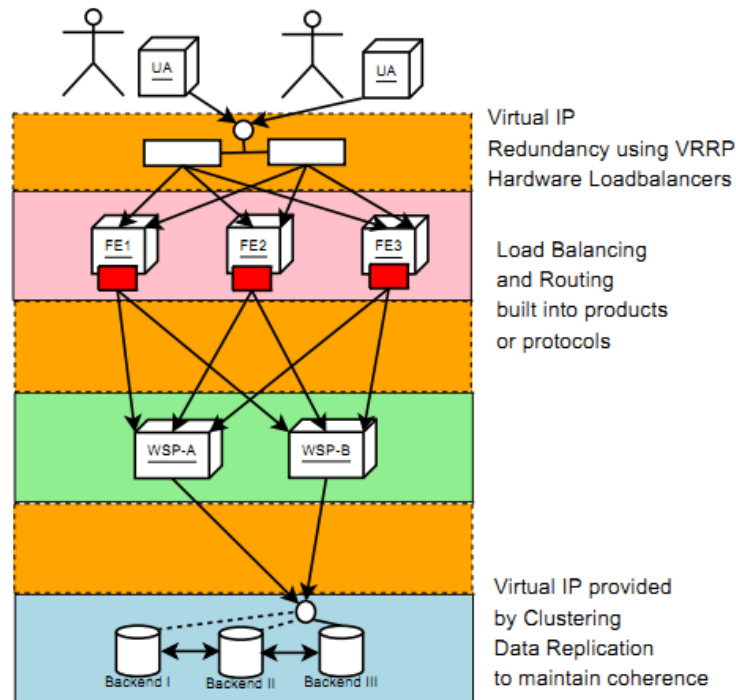 UA
UA
Virtual IP
Redundancy using VRRP
Hardware Loadbalancers
FE1
FE2
FE3
Load Balancing
and Routing
built into products
or protocols
WSP-A
WSP-B
Virtual IP provided
by Clustering
Data Replication
to maintain coherence
Backend I
Backend II
Backend III